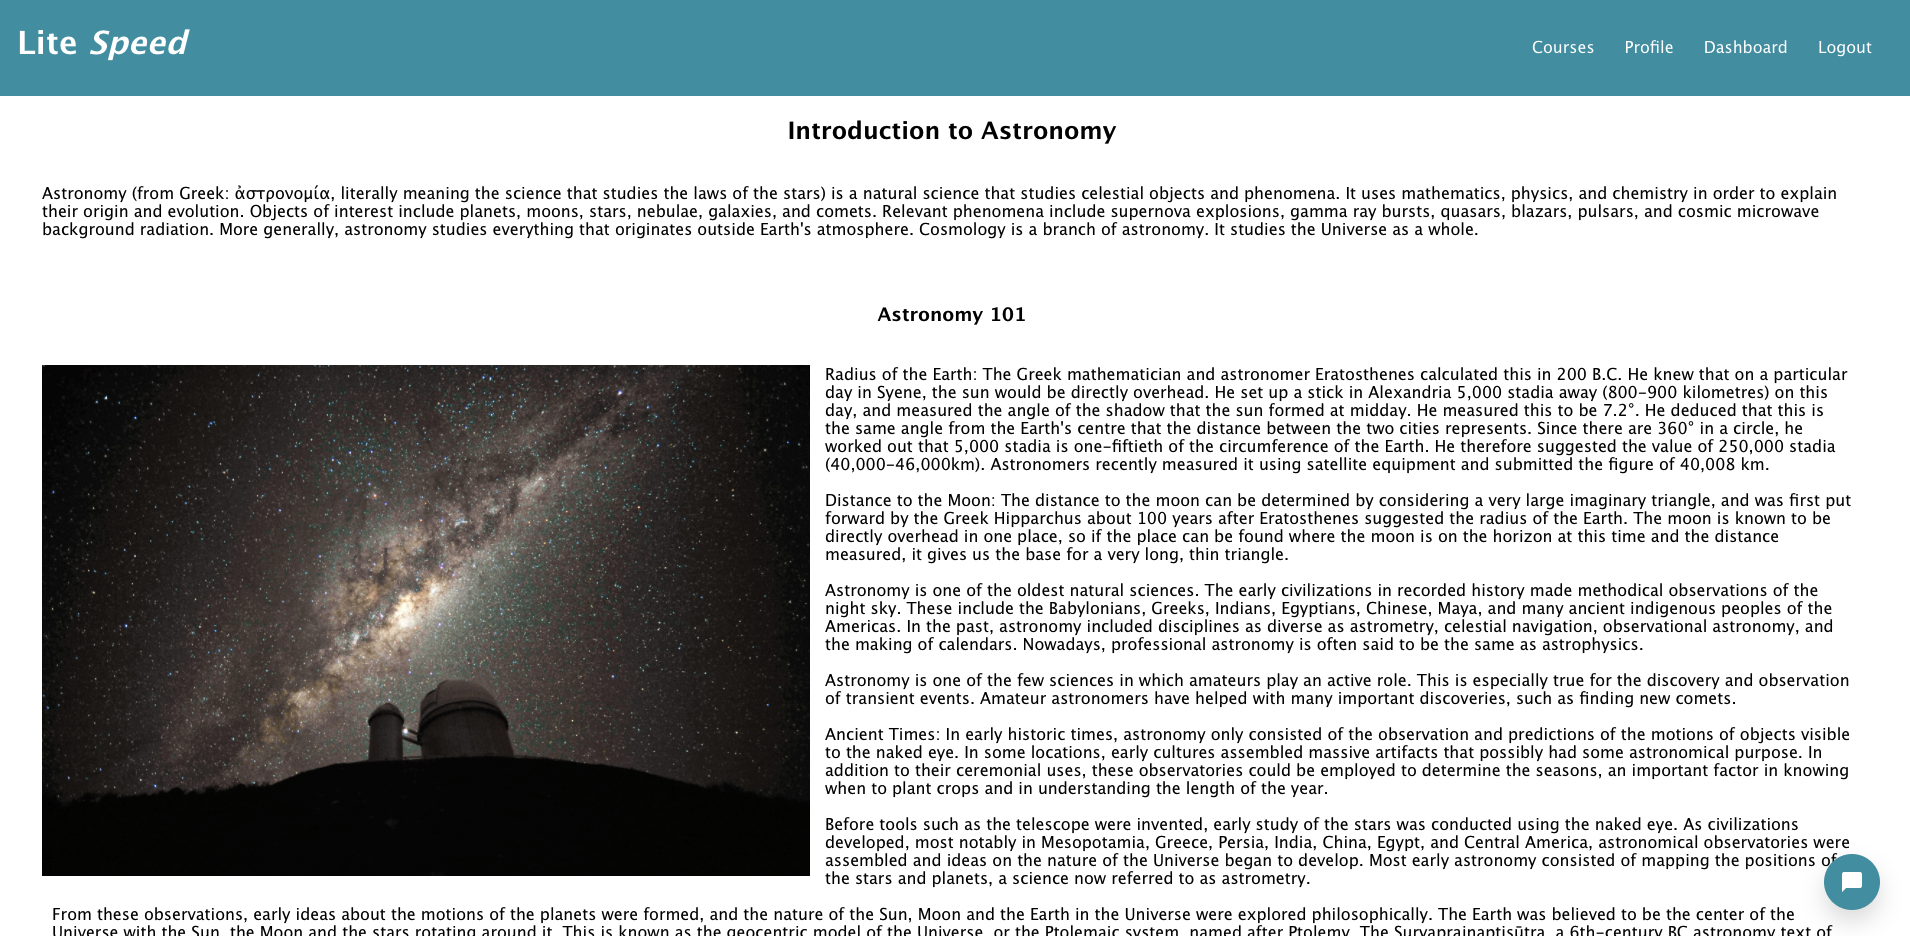 Lite Speed
Courses Profile Dashboard Logout
Introduction to Astronomy
Astronomy (from Greek: ἀστρονομία, literally meaning the science that studies the laws of the stars) is a natural science that studies celestial objects and phenomena. It uses mathematics, physics, and chemistry in order to explain
their origin and evolution. Objects of interest include planets, moons, stars, nebulae, galaxies, and comets. Relevant phenomena include supernova explosions, gamma ray bursts, quasars, blazars, pulsars, and cosmic microwave
background radiation. More generally, astronomy studies everything that originates outside Earth's atmosphere. Cosmology is a branch of astronomy. It studies the Universe as a whole.
Astronomy 101
Radius of the Earth: The Greek mathematician and astronomer Eratosthenes calculated this in 200 B.C. He knew that on a particular
day in Syene, the sun would be directly overhead. He set up a stick in Alexandria 5,000 stadia away (800-900 kilometres) on this
day, and measured the angle of the shadow that the sun formed at midday. He measured this to be 7.2°. He deduced that this is
the same angle from the Earth's centre that the distance between the two cities represents. Since there are 360° in a circle, he
worked out that 5,000 stadia is one-fiftieth of the circumference of the Earth. He therefore suggested the value of 250,000 stadia
(40,000-46,000km). Astronomers recently measured it using satellite equipment and submitted the figure of 40,008 km.
Distance to the Moon: The distance to the moon can be determined by considering a very large imaginary triangle, and was first put
forward by the Greek Hipparchus about 100 years after Eratosthenes suggested the radius of the Earth. The moon is known to be
directly overhead in one place, so if the place can be found where the moon is on the horizon at this time and the distance
measured, it gives us the base for a very long, thin triangle.
Astronomy is one of the oldest natural sciences. The early civilizations in recorded history made methodical observations of the
night sky. These include the Babylonians, Greeks, Indians, Egyptians, Chinese, Maya, and many ancient indigenous peoples of the
Americas. In the past, astronomy included disciplines as diverse as astrometry, celestial navigation, observational astronomy, and
the making of calendars. Nowadays, professional astronomy is often said to be the same as astrophysics.
Astronomy is one of the few sciences in which amateurs play an active role. This is especially true for the discovery and observation
of transient events. Amateur astronomers have helped with many important discoveries, such as finding new comets.
Ancient Times: In early historic times, astronomy only consisted of the observation and predictions of the motions of objects visible
to the naked eye. In some locations, early cultures assembled massive artifacts that possibly had some astronomical purpose. In
addition to their ceremonial uses, these observatories could be employed to determine the seasons, an important factor in knowing
when to plant crops and in understanding the length of the year.
Before tools such as the telescope were invented, early study of the stars was conducted using the naked eye. As civilizations
developed, most notably in Mesopotamia, Greece, Persia, India, China, Egypt, and Central America, astronomical observatories were
assembled and ideas on the nature of the Universe began to develop. Most early astronomy consisted of mapping the positions of
the stars and planets, a science now referred to as astrometry.
From these observations, early ideas about the motions of the planets were formed, and the nature of the Sun, Moon and the Earth in the Universe were explored philosophically. The Earth was believed to be the center of the
Universe with the Sun, the Moon and the stars rotating around it. This is known as the geocentric model of the Universe, or the Ptolemaic system, named after Ptolemy. The Suryaprajnaptisūtra, a 6th-century BC astronomy text of